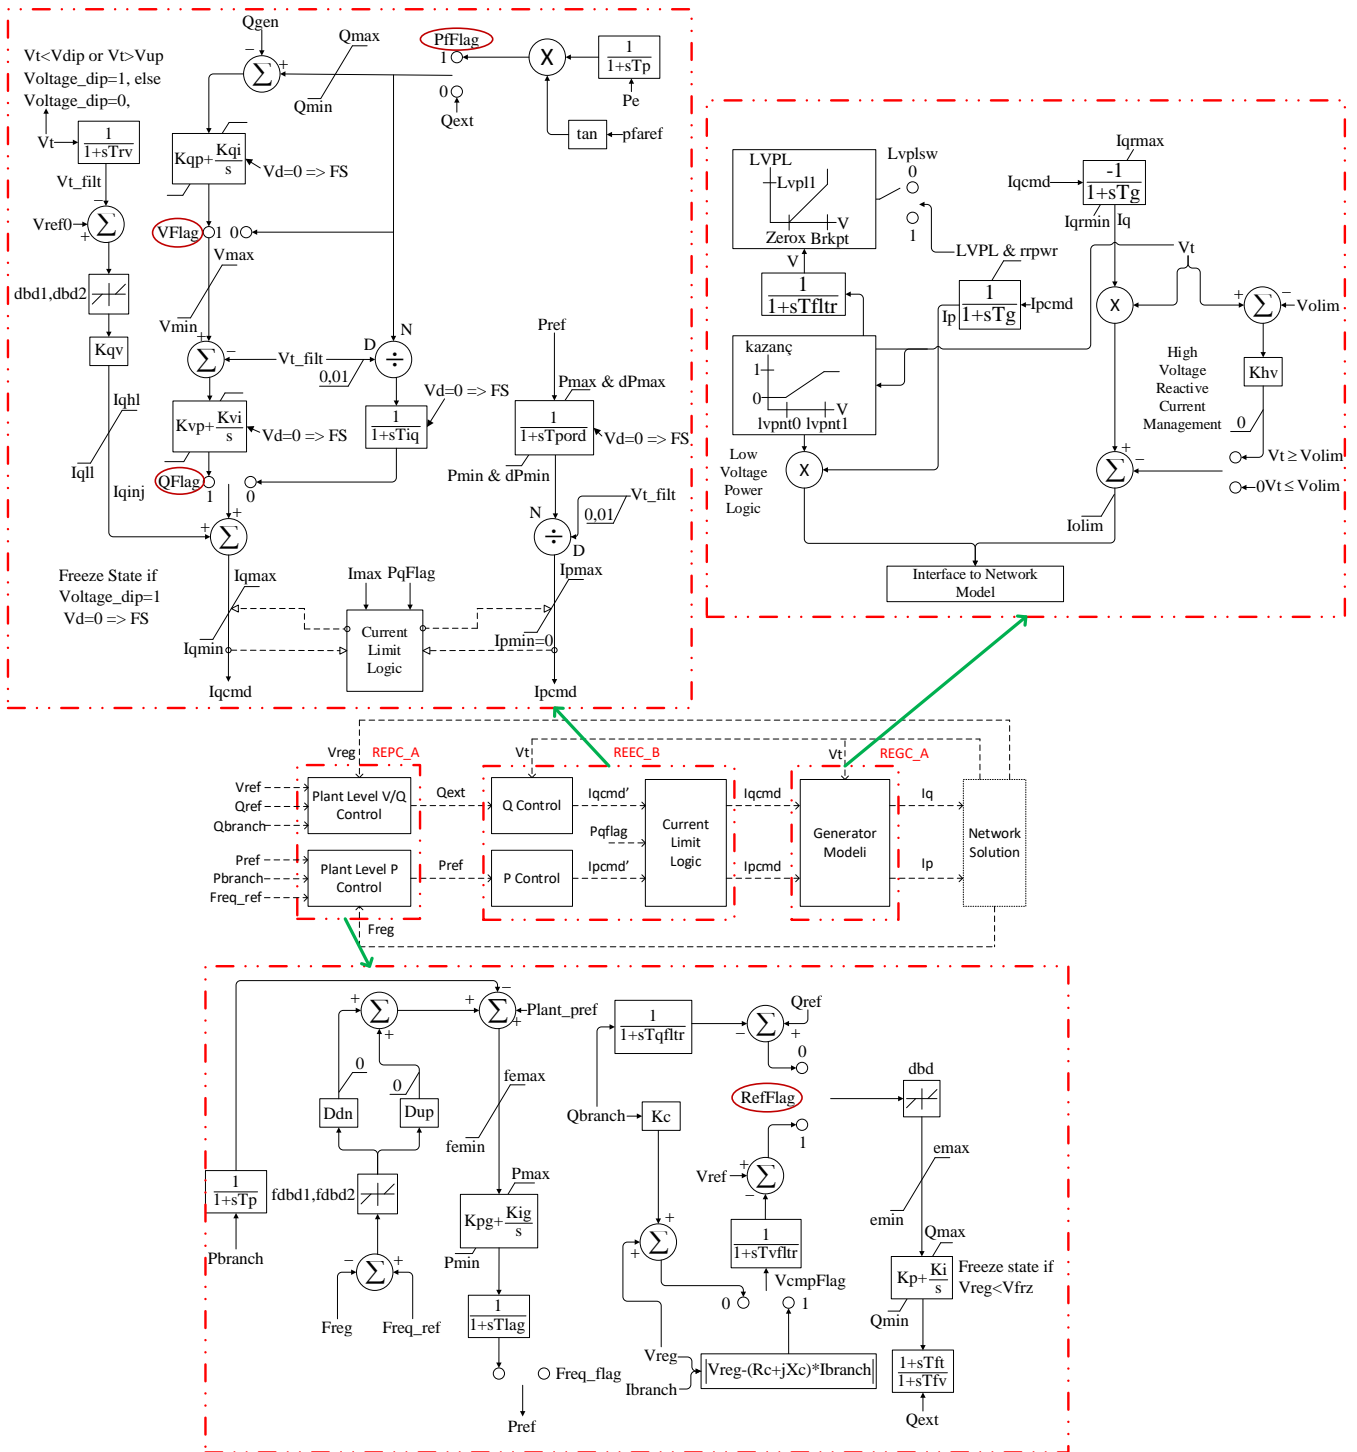 Qgen
Vt<Vdip or Vt>Vup
Voltage_dip=1, else
Voltage_dip=0,
Qmax
Qmin
PfFlag
1
0
Qext
X
1
1+sTp
Pe
tan
pfaref
Vt
1
1+sTrv
Vt_filt
Vref0
Σ
−
+
Σ
−
+
Kqp+
Kqi
s
Vd=0 => FS
VFlag
1 0
Vmax
Vmin
dbd1,dbd2
Kqv
Σ
+
−
Vt_filt
0,01
D
N
÷
Kvp+
Kvi
s
Vd=0 => FS
1
1+sTiq
Vd=0 => FS
QFlag
1
0
Iqhl
Iqll
Iqinj
Σ
+
+
Pref
Pmax & dPmax
1
1+sTpord
Vd=0 => FS
Pmin & dPmin
Vt_filt
0,01
N
÷
D
Freeze State if
Voltage_dip=1
Vd=0 => FS
Iqmax
Iqmin
Imax PqFlag
Current
Limit
Logic
Ipmax
Ipmin=0
Iqcmd
Ipcmd
LVPL
Lvpl1
V
Zerox Brkpt
Lvplsw
0
1
LVPL & rrpwr
V
1
1+sTfltr
1
1+sTg
Ip
Ipcmd
Iqrmax
Iqcmd
-1
1+sTg
Iqrmin
Iq
Vt
X
Σ
+
−
Volim
kazanç
1
0
V
lvpnt0 lvpnt1
High
Voltage
Reactive
Current
Management
Khv
0
Low
Voltage
Power
Logic
X
Σ
+
−
Vt ≥ Volim
0Vt ≤ Volim
Iolim
Interface to Network
Model
Vreg
REPC_A
Vt
REEC_B
Vt
REGC_A
Vref
Qref
Qbranch
Plant Level V/Q
Control
Qext
Q Control
Iqcmd’
Pqflag
Current
Limit
Logic
Iqcmd
Generator
Modeli
Iq
Network
Solution
Pref
Pbranch
Freq_ref
Plant Level P
Control
Pref
P Control
Ipcmd’
Ipcmd
Ip
Freg
Σ
+
+
Σ
−
+
+
Plant_pref
0
0
Ddn
Dup
femax
femin
1
1+sTp
fdbd1,fdbd2
Pbranch
Σ
−
+
Freg
Freq_ref
Pmax
Kpg+
Kig
s
Pmin
1
1+sTlag
Freq_flag
Pref
1
1+sTqfltr
Σ
−
+
Qref
0
Qbranch
Kc
RefFlag
1
dbd
Vref
Σ
+
−
emax
emin
Σ
+
+
1
1+sTvfltr
VcmpFlag
0
1
Qmax
Kp+
Ki
s
Qmin
Freeze state if
Vreg<Vfrz
Vreg
Ibranch
|Vreg-(Rc+jXc)*Ibranch|
1+sTft
1+sTfv
Qext